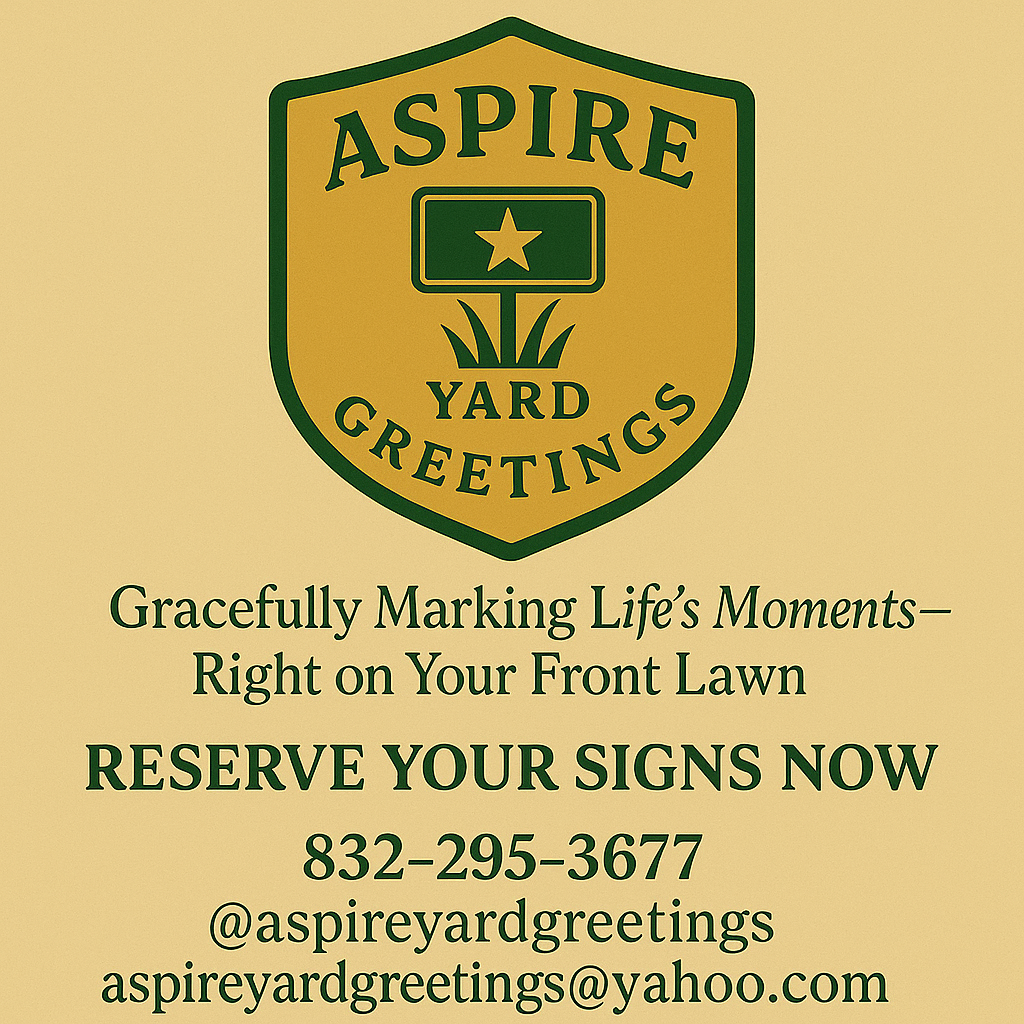 ASPIRE
YARD
GREETINGS
Gracefully Marking Life's Moments—
Right on Your Front Lawn
RESERVE YOUR SIGNS NOW
832–295–3677
@aspireyardgreetings
aspireyardgreetings@yahoo.com